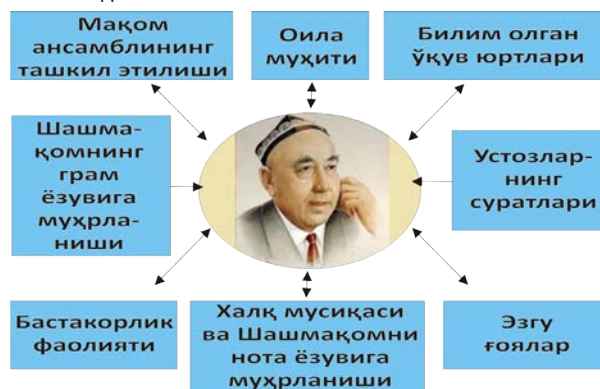 Мақом
ансамблининг
ташкил этилиши
Оила
муҳити
Билим олган
ўқув юртлари
Шашма-
қомнинг
грам
ёзувига
муҳрла-
ниши
Устозлар-
нинг
суратлари
Бастакорлик
фаолияти
Халқ мусиқаси
ва Шашмақомни
нота ёзувига
муҳрланиши
Эзгу
ғоялар